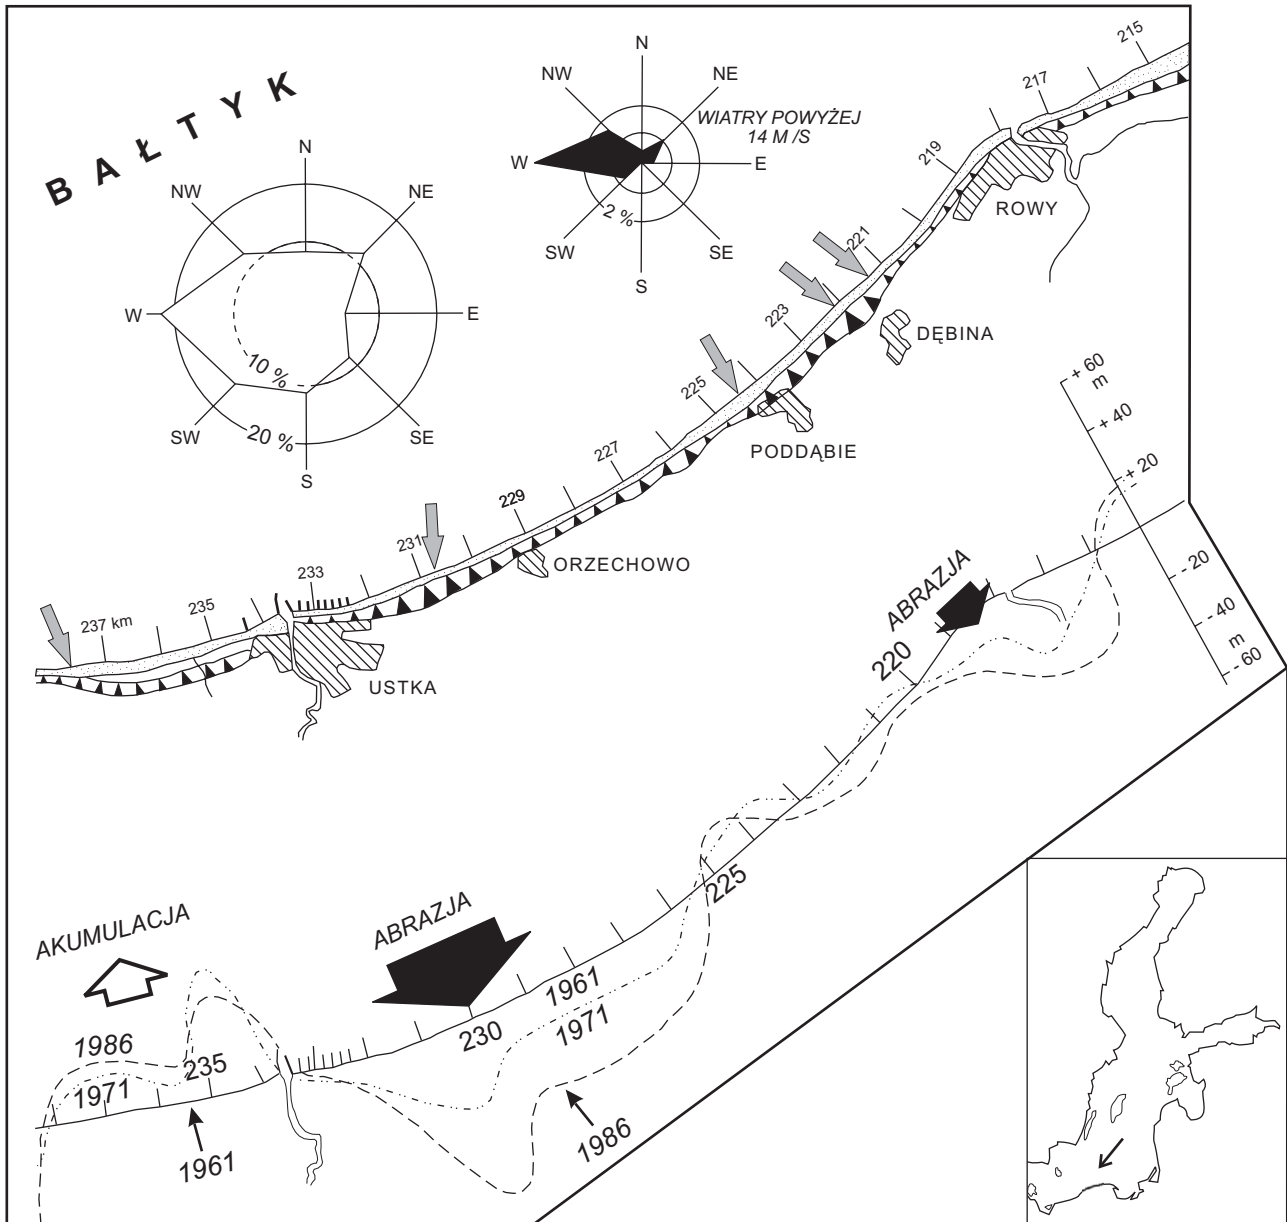 BAŁTYK
N
NW
NE
W
E
SW
SE
S
10 %
20 %
N
NW
NE
WIATRY POWYŻEJ
14 M /S
W
E
2 %
SW
SE
S
215
217
219
ROWY
221
DĘBINA
223
225
PODDĄBIE
227
229
ORZECHOWO
231
233
235
237 km
USTKA
+ 60
m
+ 40
+ 20
- 20
- 40
m
- 60
ABRAZJA
220
225
ABRAZJA
AKUMULACJA
1961
1971
230
1986
1986
1971
235
1961